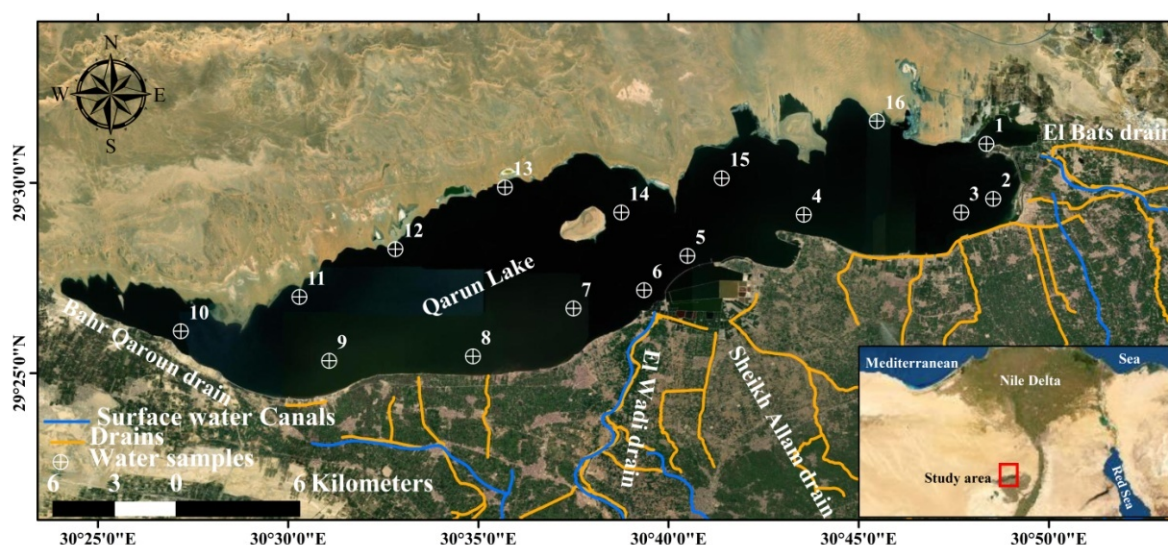 N
W E
S
16
1
El Bats drain
13
15
2
14
4
3
12
5
Qarun Lake
11
6
7
10
Bahr Qaroun drain
9
8
El Wadi drain
Sheikh Allam drain
Surface water Canals
Drains
Water samples
6 3 0 6 Kilometers
Mediterranean Sea
Nile Delta
Study area
Red Sea
29°30'0"N
29°25'0"N
30°25'0"E 30°30'0"E 30°35'0"E 30°40'0"E 30°45'0"E 30°50'0"E